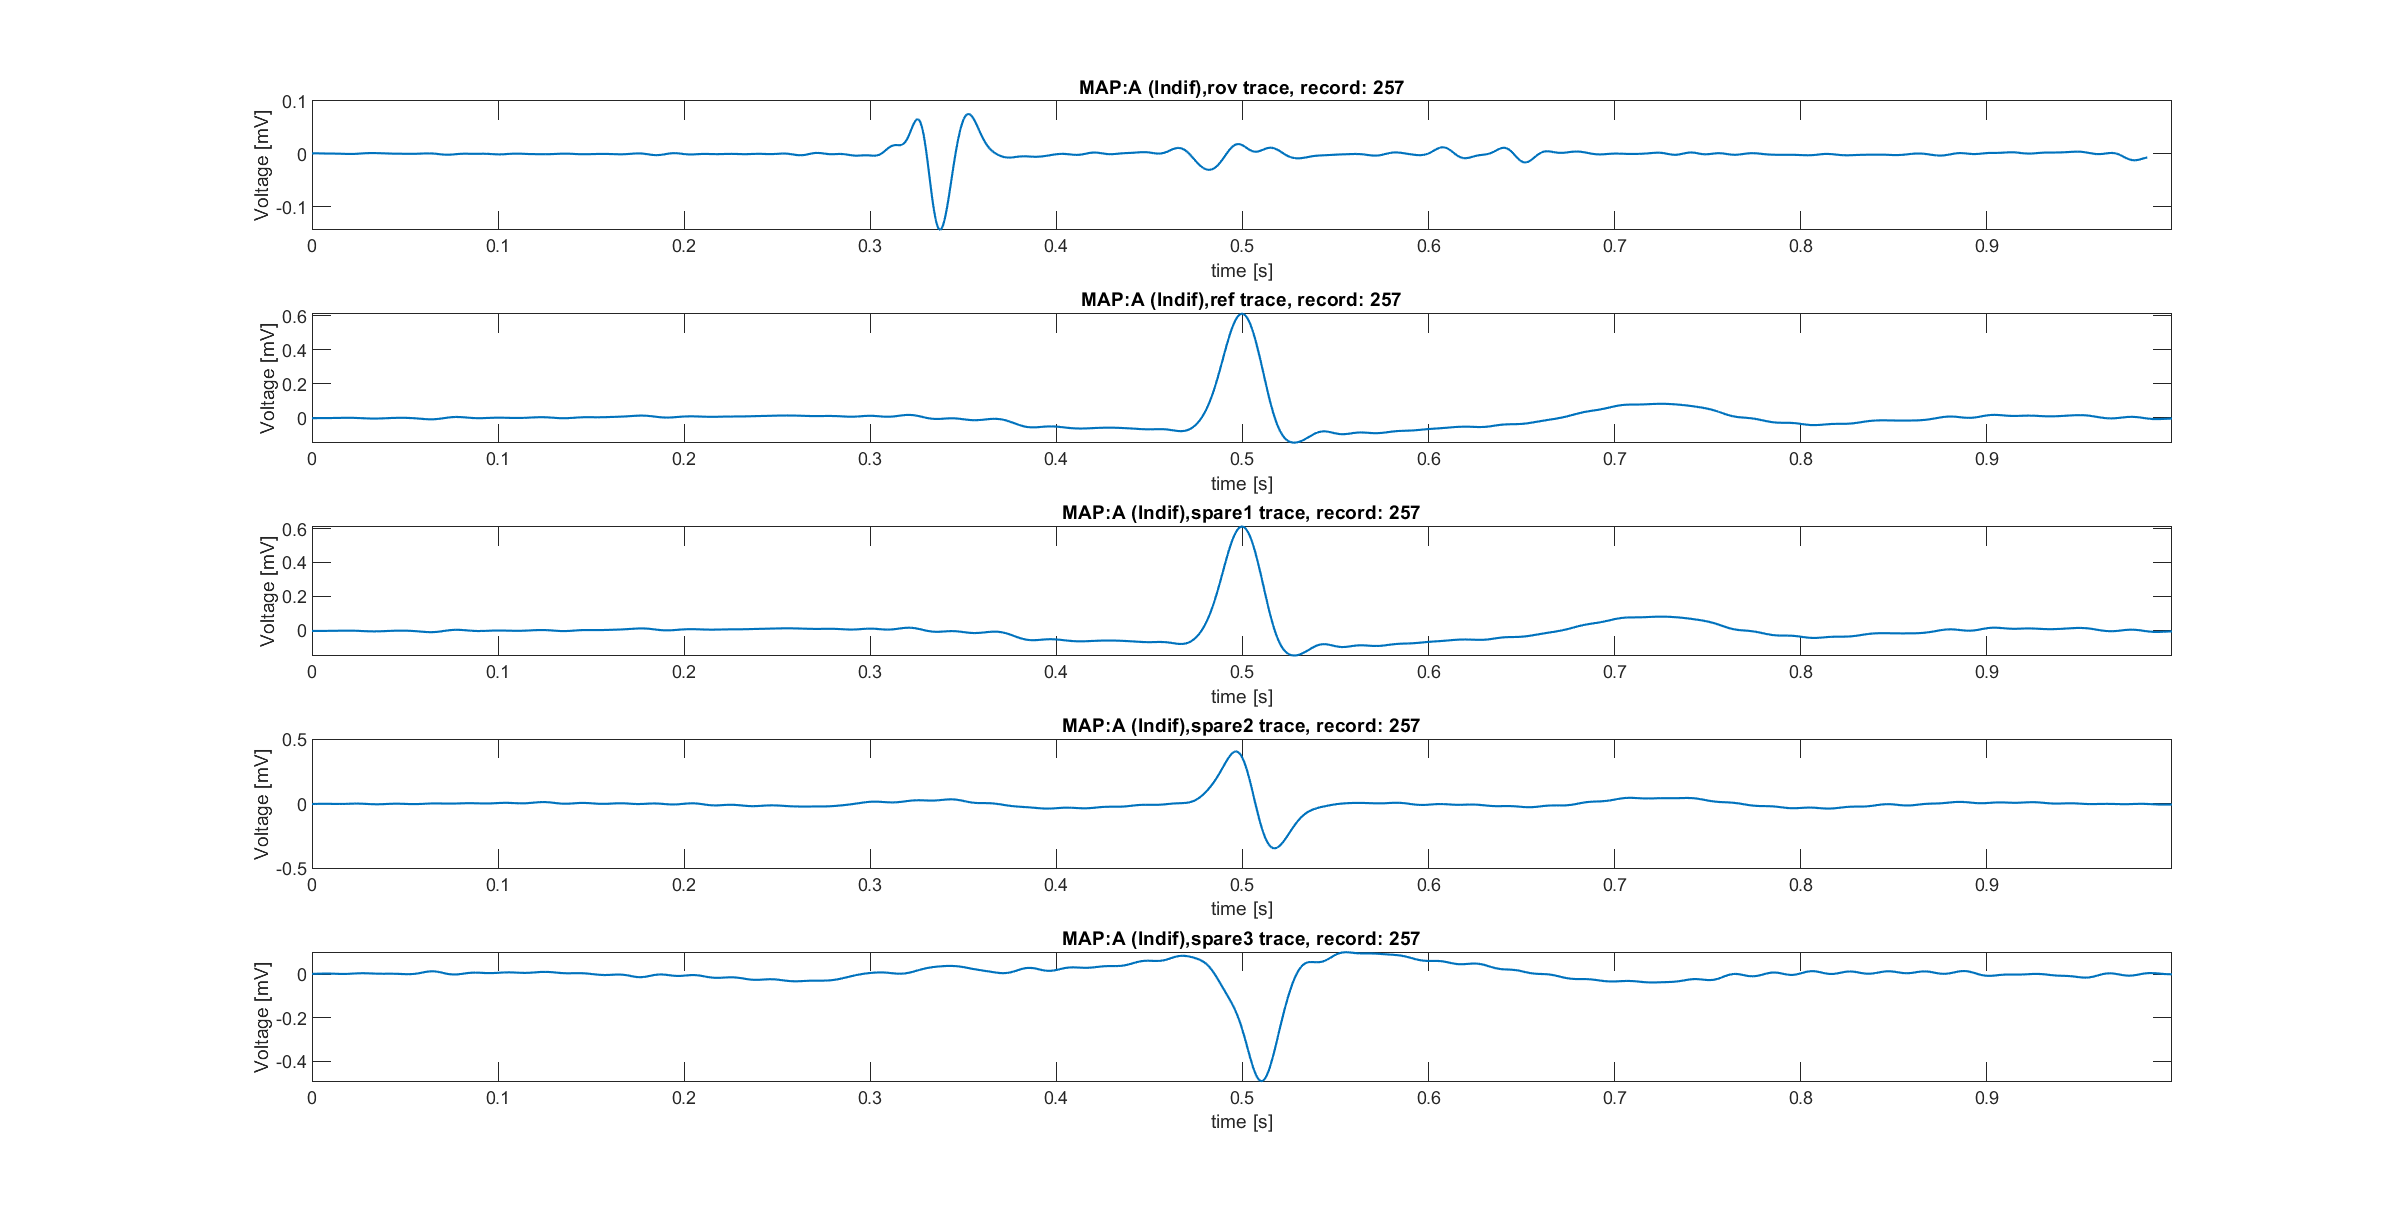 MAP:A (Indif),rov trace, record: 257
Voltage [mV]
0.1
0
-0.1
0 0.1 0.2 0.3 0.4 0.5 0.6 0.7 0.8 0.9
time [s]
MAP:A (Indif),ref trace, record: 257
Voltage [mV]
0.6
0.4
0.2
0
0 0.1 0.2 0.3 0.4 0.5 0.6 0.7 0.8 0.9
time [s]
MAP:A (Indif),spare1 trace, record: 257
Voltage [mV]
0.6
0.4
0.2
0
0 0.1 0.2 0.3 0.4 0.5 0.6 0.7 0.8 0.9
time [s]
MAP:A (Indif),spare2 trace, record: 257
Voltage [mV]
0.5
0
-0.5
0 0.1 0.2 0.3 0.4 0.5 0.6 0.7 0.8 0.9
time [s]
MAP:A (Indif),spare3 trace, record: 257
Voltage [mV]
0
-0.2
-0.4
0 0.1 0.2 0.3 0.4 0.5 0.6 0.7 0.8 0.9
time [s]